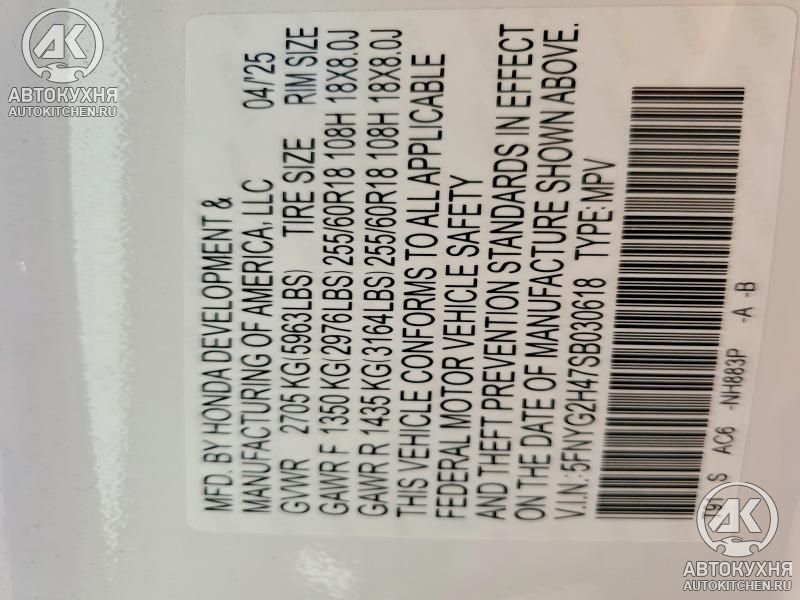 AK
АВТОКУХНЯ
AUTOKITCHEN.RU
MFD. BY HONDA DEVELOPMENT &
MANUFACTURING OF AMERICA, LLC 04/'25
GVWR 2705 KG(5963LBS) TIRE SIZE RIM SIZE
GAWR F 1350 KG(2976LBS) 255/60R18 108H 18X8.0J
GAWR R 1435 KG(3164LBS) 255/60R18 108H 18X8.0J
THIS VEHICLE CONFORMS TO ALL APPLICABLE
FEDERAL MOTOR VEHICLE SAFETY
AND THEFT PREVENTION STANDARDS IN EFFECT
ON THE DATE OF MANUFACTURE SHOWN ABOVE.
V.I.N.:5FNYG2H47SB030618 TYPE:MPV
S AC6 -NH883P -A -B
AK
АВТОКУХНЯ
AUTOKITCHEN.RU